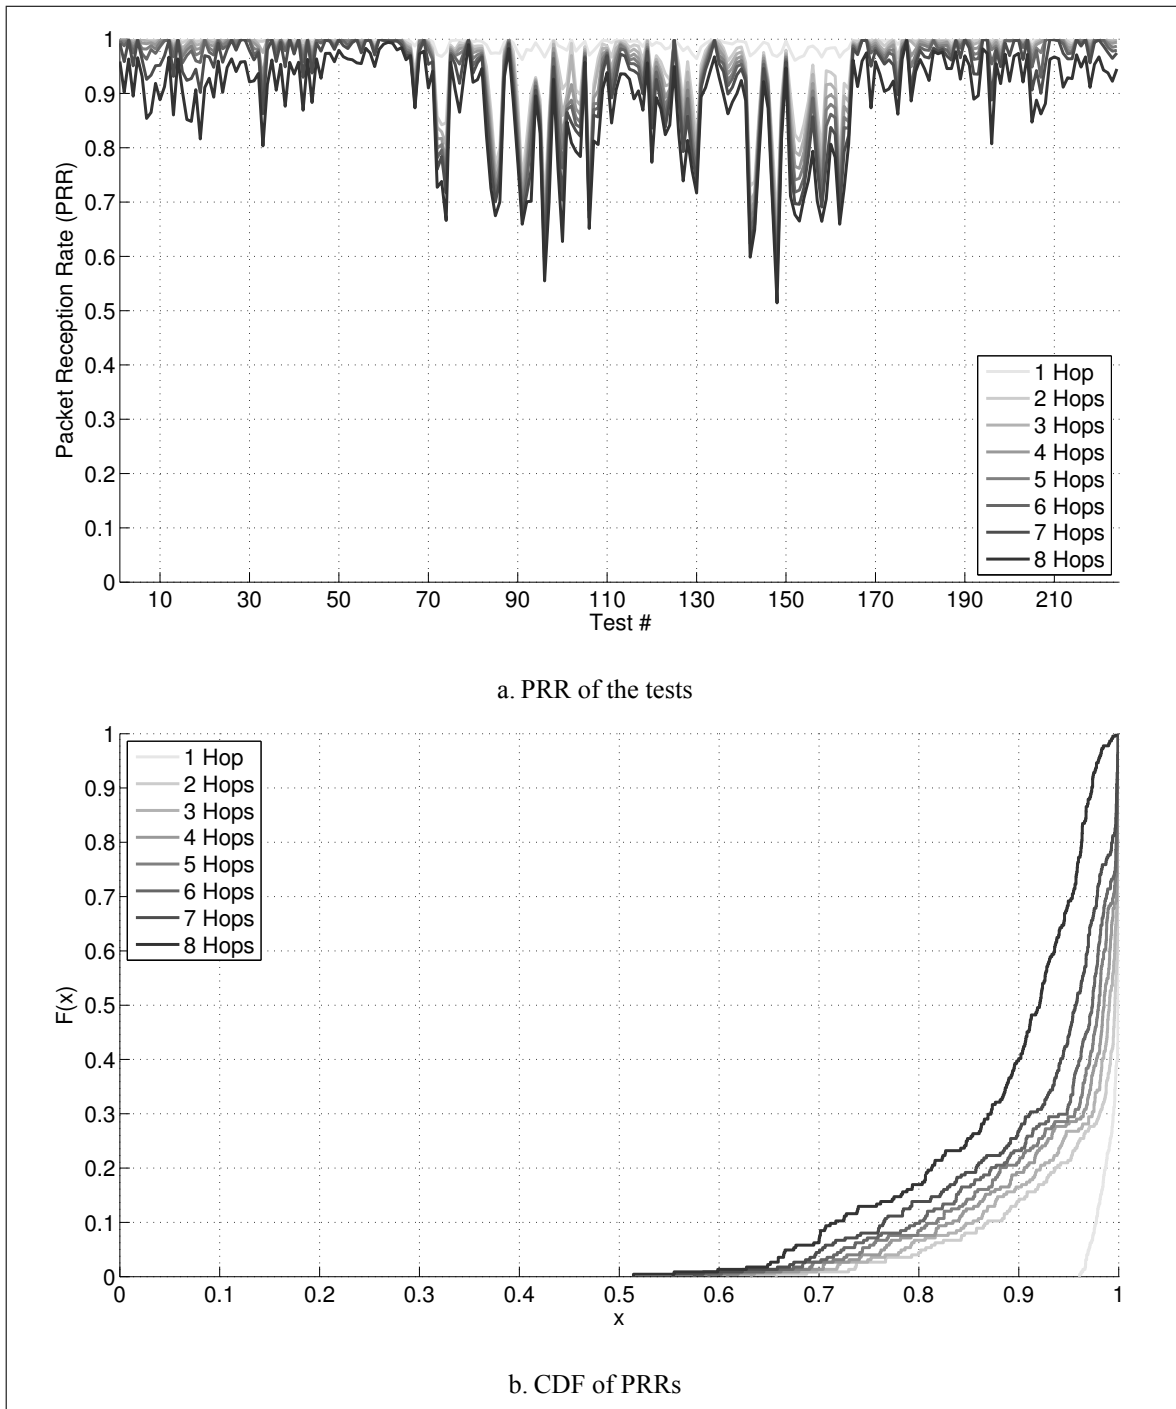 1
0.9
0.8
0.7
0.6
0.5
0.4
0.3
0.2
0.1
0
Packet Reception Rate (PRR)
1 Hop
2 Hops
3 Hops
4 Hops
5 Hops
6 Hops
7 Hops
8 Hops
10 30 50 70 90 110 130 150 170 190 210
Test #
a. PRR of the tests
1
0.9
0.8
0.7
0.6
0.5
0.4
0.3
0.2
0.1
0
F(x)
1 Hop
2 Hops
3 Hops
4 Hops
5 Hops
6 Hops
7 Hops
8 Hops
0 0.1 0.2 0.3 0.4 0.5 0.6 0.7 0.8 0.9 1
x
b. CDF of PRRs